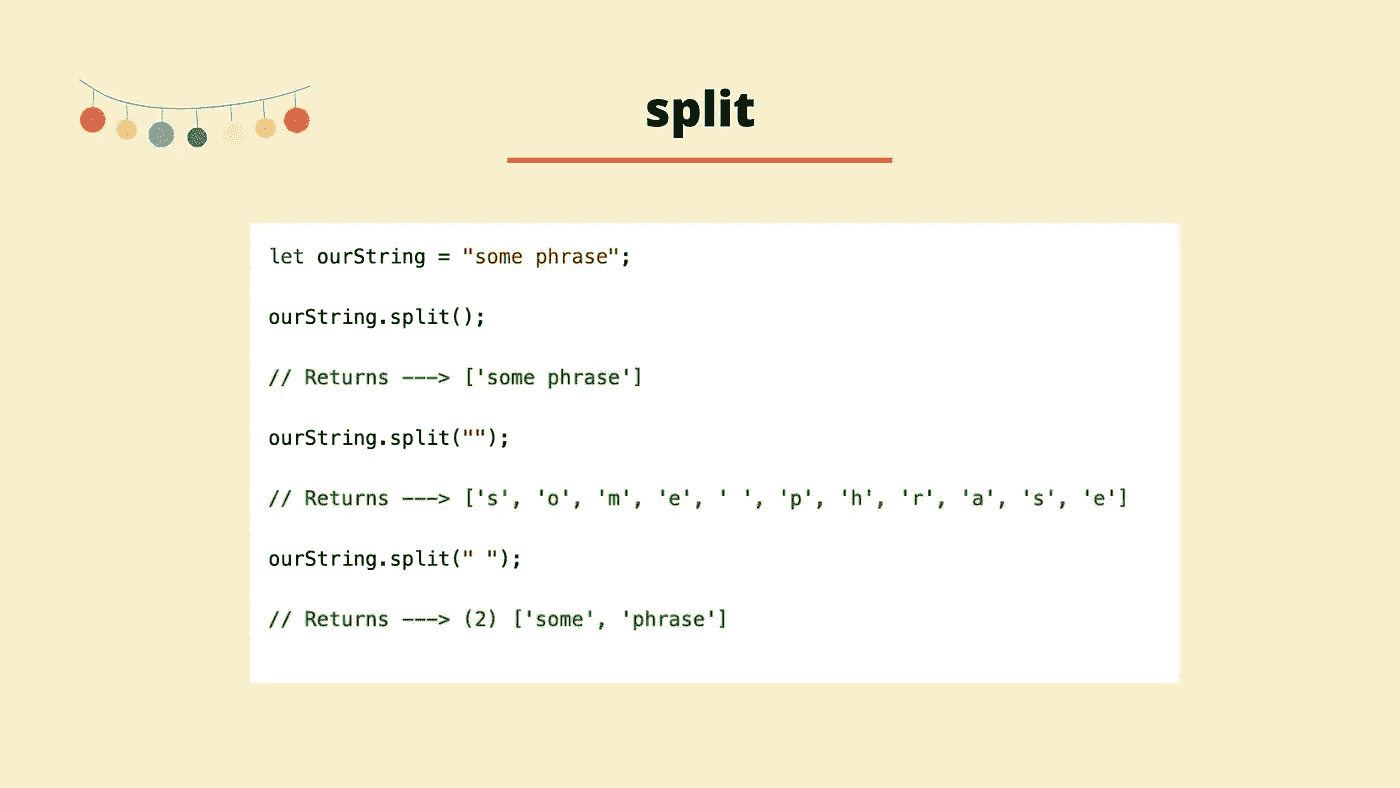 split
let ourString = "some phrase";
ourString.split();
// Returns ---> ['some phrase']
ourString.split("");
// Returns ---> ['s', 'o', 'm', 'e', ' ', 'p', 'h', 'r', 'a', 's', 'e']
ourString.split(" ");
// Returns ---> (2) ['some', 'phrase']